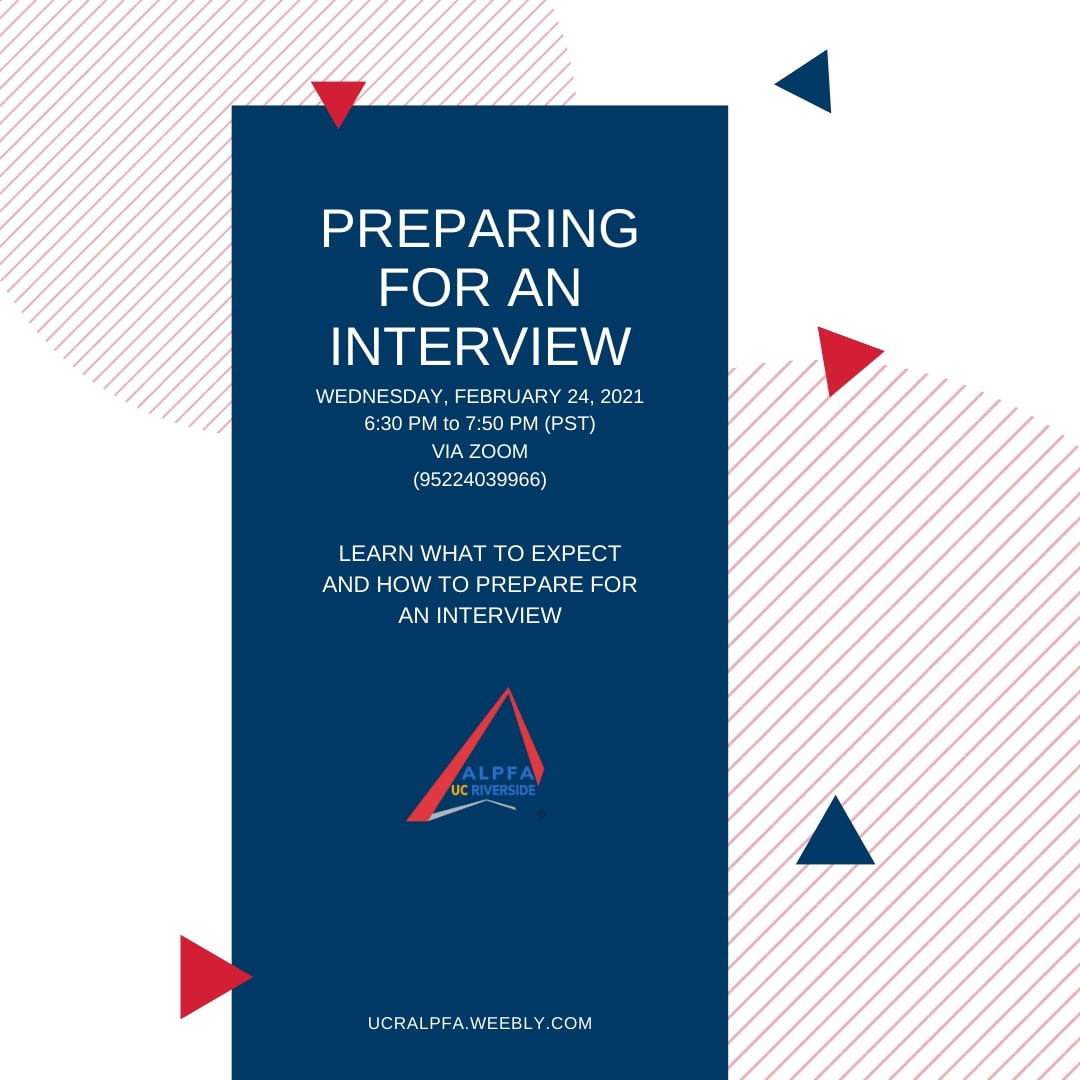 PREPARING
FOR AN
INTERVIEW
WEDNESDAY, FEBRUARY 24, 2021
6:30 PM to 7:50 PM (PST)
VIA ZOOM
(95224039966)
LEARN WHAT TO EXPECT
AND HOW TO PREPARE FOR
AN INTERVIEW
ALPFA
UC RIVERSIDE
®
UCRALPFA.WEEBLY.COM